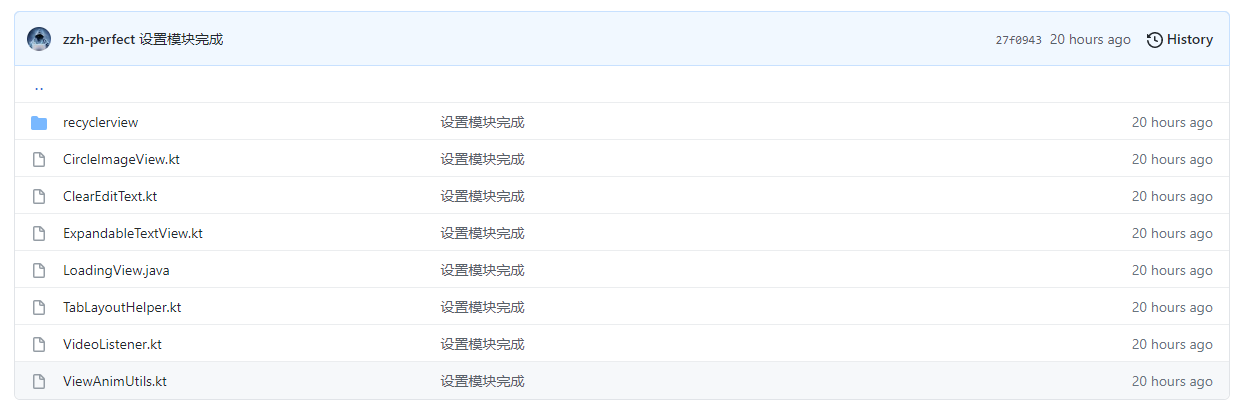 zzh-perfect 设置模块完成 27f0943 20 hours ago History
..
recyclerview 设置模块完成 20 hours ago
CircleImageView.kt 设置模块完成 20 hours ago
ClearEditText.kt 设置模块完成 20 hours ago
ExpandableTextView.kt 设置模块完成 20 hours ago
LoadingView.java 设置模块完成 20 hours ago
TabLayoutHelper.kt 设置模块完成 20 hours ago
VideoListener.kt 设置模块完成 20 hours ago
ViewAnimUtils.kt 设置模块完成 20 hours ago